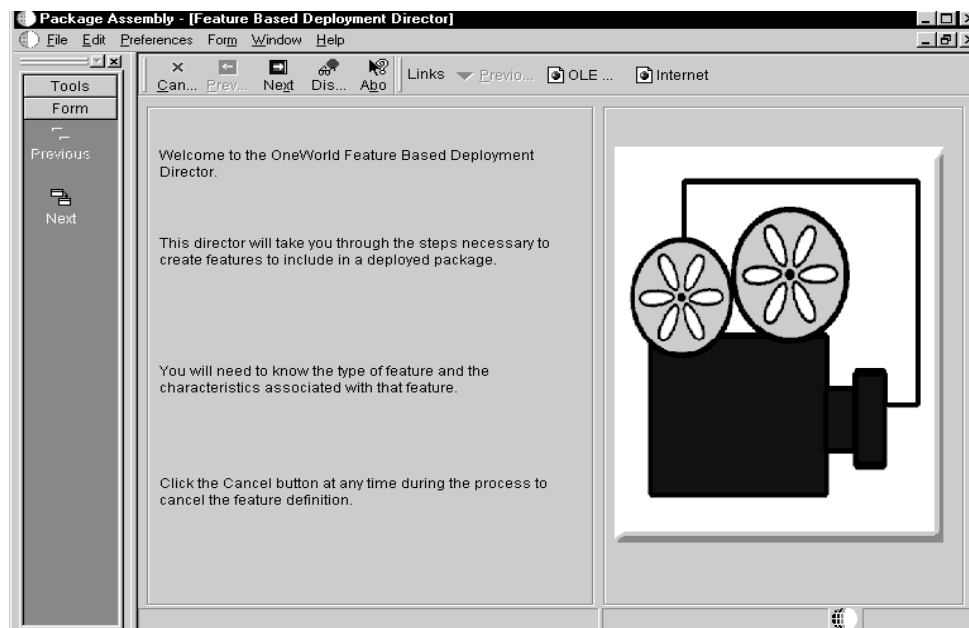 Package Assembly - [Feature Based Deployment Director]
File Edit Preferences Form Window Help
Tools
Form
Previous
Next
Can... Prev... Next Dis... Abo Links Previo... OLE ... Internet
Welcome to the OneWorld Feature Based Deployment
Director.
This director will take you through the steps necessary to
create features to include in a deployed package.
You will need to know the type of feature and the
characteristics associated with that feature.
Click the Cancel button at any time during the process to
cancel the feature definition.